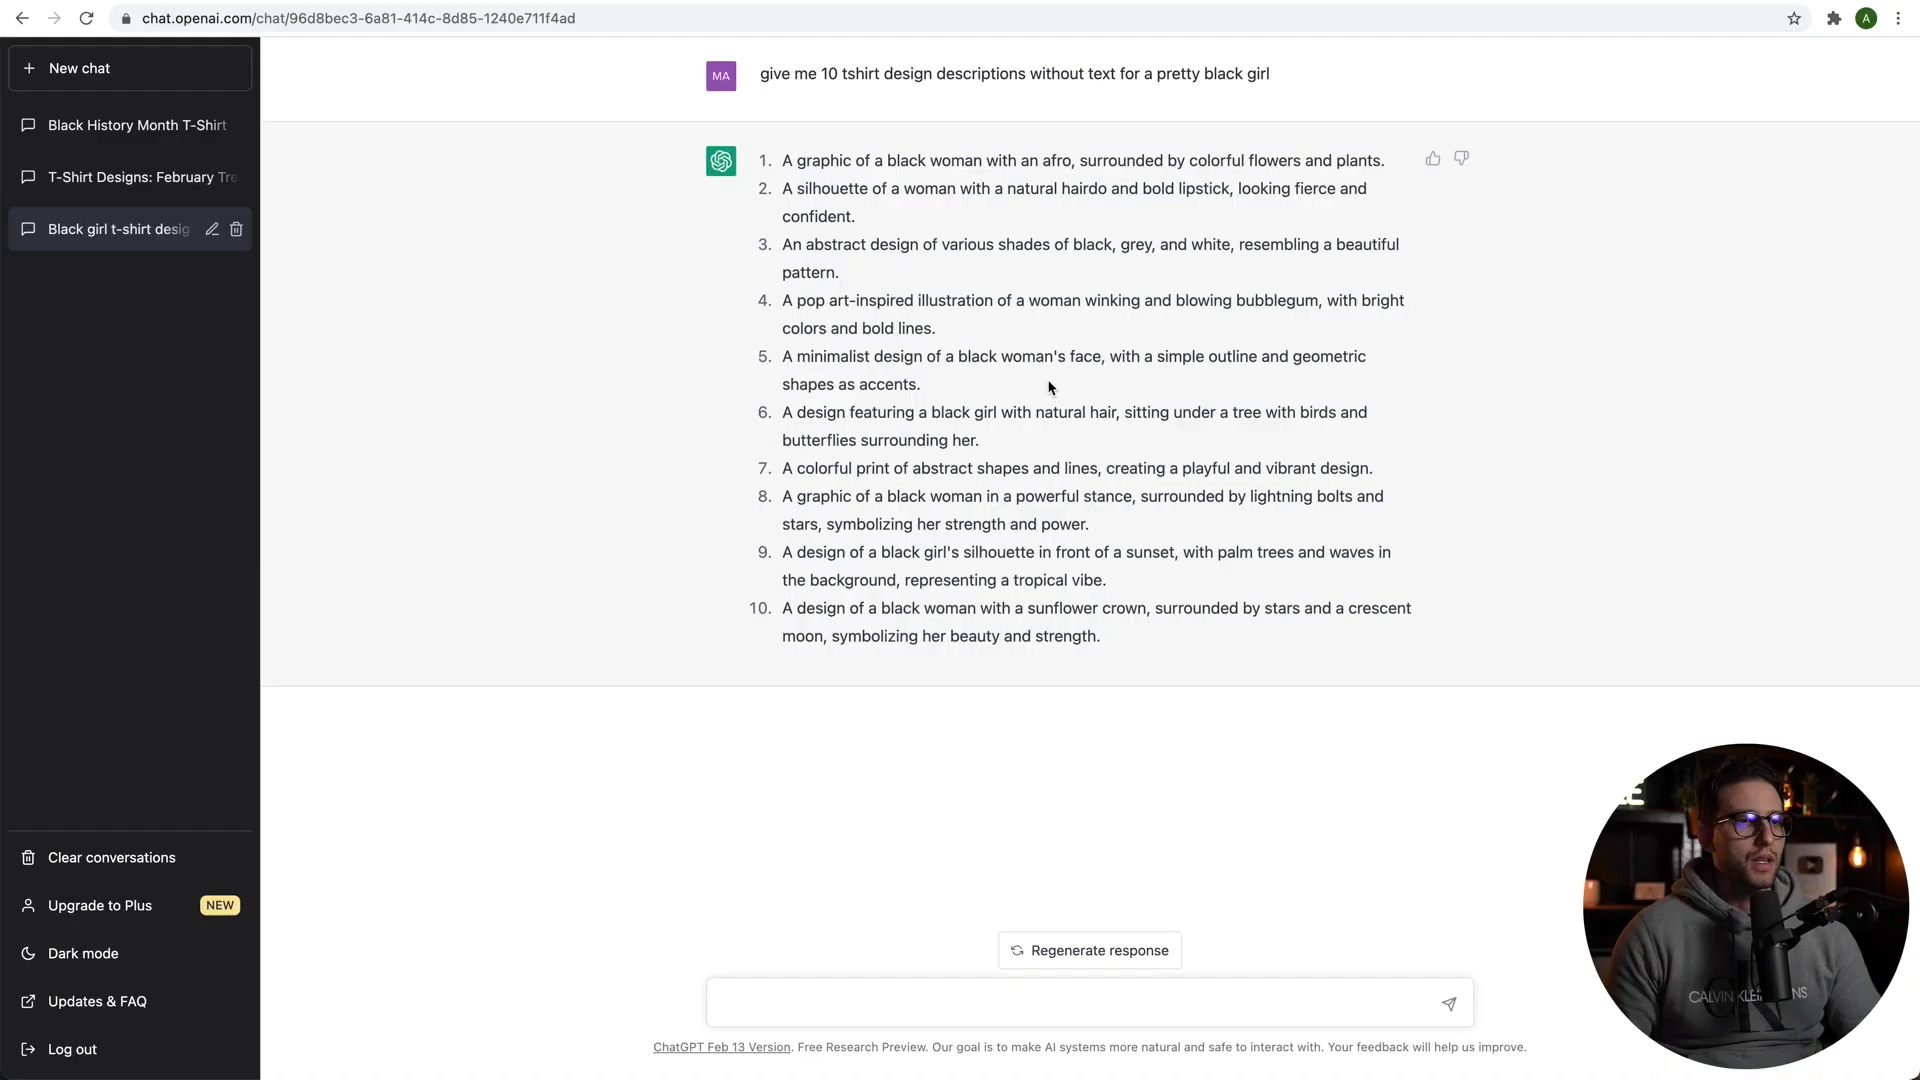 chat.openai.com/chat/96d8bec3-6a81-414c-8d85-1240e711f4ad
A
New chat
Black History Month T-Shirt
T-Shirt Designs: February Tre
Black girl t-shirt desig
Clear conversations
Upgrade to Plus
NEW
Dark mode
Updates & FAQ
Log out
MA
give me 10 tshirt design descriptions without text for a pretty black girl
1. A graphic of a black woman with an afro, surrounded by colorful flowers and plants.
2. A silhouette of a woman with a natural hairdo and bold lipstick, looking fierce and
confident.
3. An abstract design of various shades of black, grey, and white, resembling a beautiful
pattern.
4. A pop art-inspired illustration of a woman winking and blowing bubblegum, with bright
colors and bold lines.
5. A minimalist design of a black woman's face, with a simple outline and geometric
shapes as accents.
6. A design featuring a black girl with natural hair, sitting under a tree with birds and
butterflies surrounding her.
7. A colorful print of abstract shapes and lines, creating a playful and vibrant design.
8. A graphic of a black woman in a powerful stance, surrounded by lightning bolts and
stars, symbolizing her strength and power.
9. A design of a black girl's silhouette in front of a sunset, with palm trees and waves in
the background, representing a tropical vibe.
10. A design of a black woman with a sunflower crown, surrounded by stars and a crescent
moon, symbolizing her beauty and strength.
Regenerate response
ChatGPT Feb 13 Version. Free Research Preview. Our goal is to make AI systems more natural and safe to interact with. Your feedback will help us improve.
CALVIN